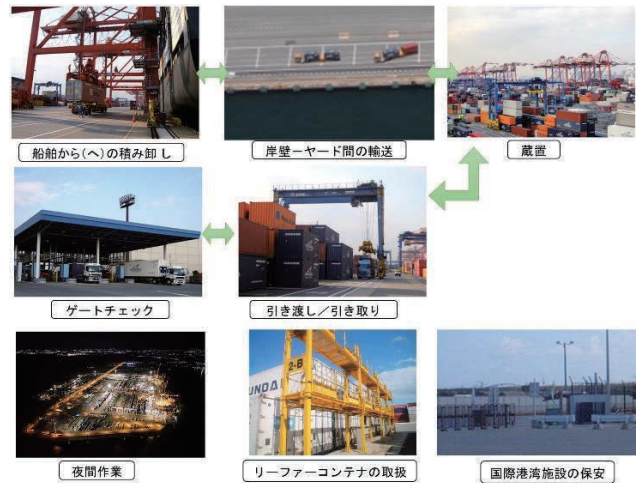 船舶から(へ)の積み卸し
岸壁ーヤード間の輸送
蔵置
ゲートチェック
引き渡し／引き取り
2-B
UNDAI
夜間作業
リーファーコンテナの取扱
国際港湾施設の保安